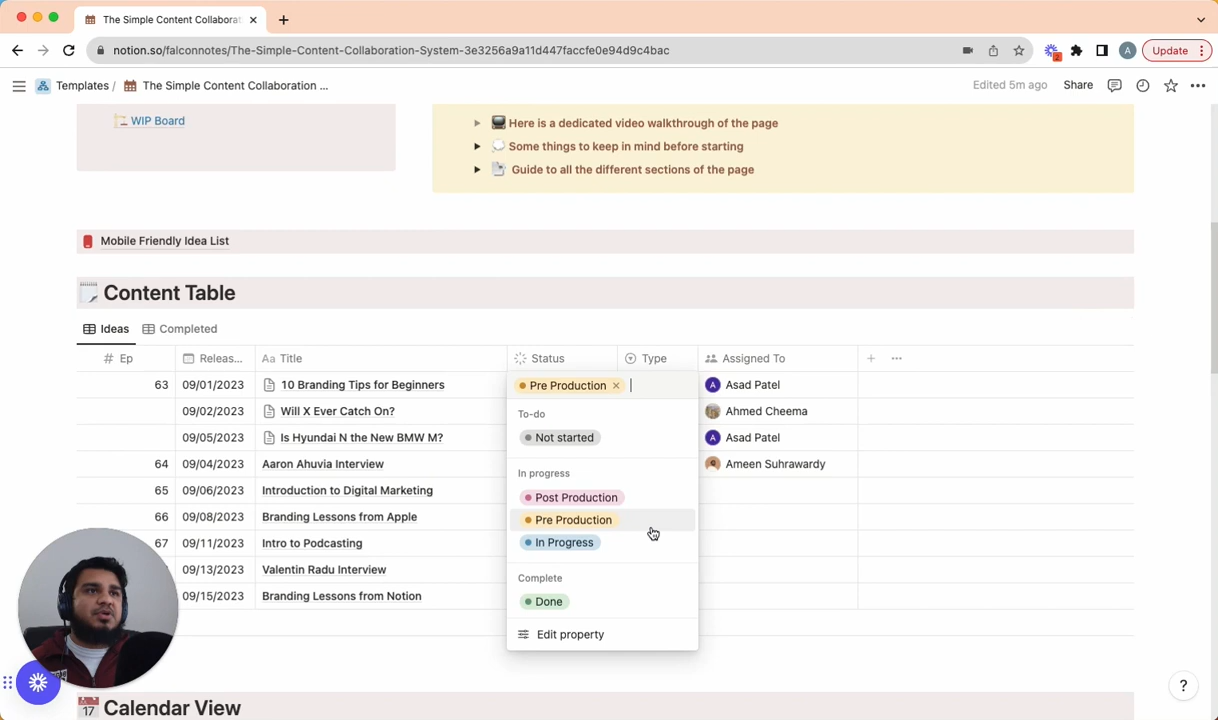 The Simple Content Collaborat
notion.so/falconnotes/The-Simple-Content-Collaboration-System-3e3256a9a11d447faccfe0e94d9c4bac
2
A
Update
Templates / The Simple Content Collaboration ...
Edited 5m ago
Share
WIP Board
Here is a dedicated video walkthrough of the page
Some things to keep in mind before starting
Guide to all the different sections of the page
Mobile Friendly Idea List
Content Table
Ideas Completed
# Ep Releas... Aa Title Status Type Assigned To
63 09/01/2023 10 Branding Tips for Beginners Pre Production × A Asad Patel
09/02/2023 Will X Ever Catch On? Ahmed Cheema
09/05/2023 Is Hyundai N the New BMW M? A Asad Patel
64 09/04/2023 Aaron Ahuvia Interview Ameen Suhrawardy
65 09/06/2023 Introduction to Digital Marketing
66 09/08/2023 Branding Lessons from Apple
67 09/11/2023 Intro to Podcasting
09/13/2023 Valentin Radu Interview
09/15/2023 Branding Lessons from Notion
To-do
Not started
In progress
Post Production
Pre Production
In Progress
Complete
Done
Edit property
?
17 Calendar View